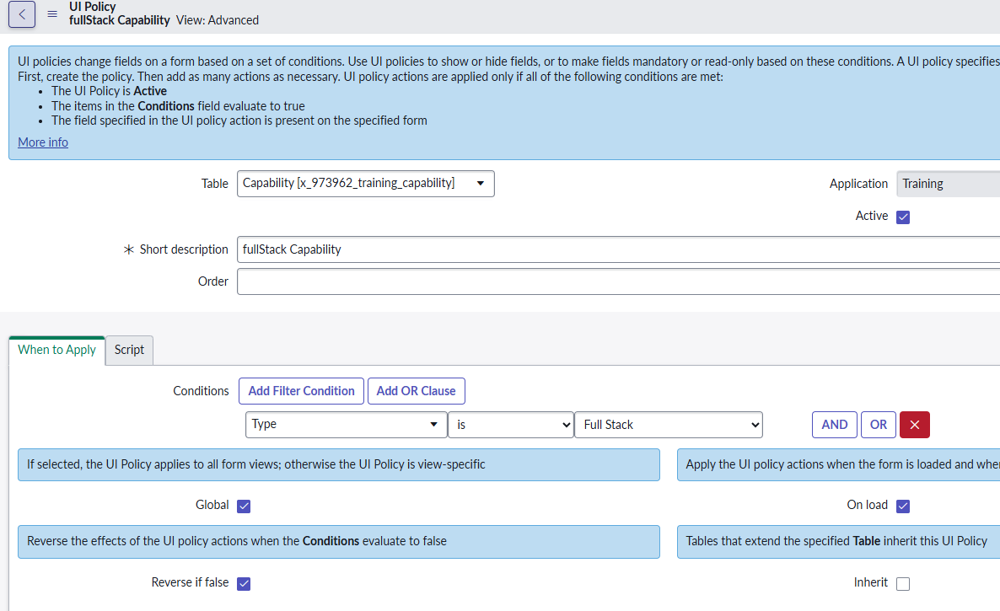 UI Policy
fullStack Capability View: Advanced
UI policies change fields on a form based on a set of conditions. Use UI policies to show or hide fields, or to make fields mandatory or read-only based on these conditions. A UI policy specifies
First, create the policy. Then add as many actions as necessary. UI policy actions are applied only if all of the following conditions are met:
• The UI Policy is Active
• The items in the Conditions field evaluate to true
• The field specified in the UI policy action is present on the specified form
More info
Table Capability [x_973962_training_capability] Application Training
Active
Short description fullStack Capability
Order
When to Apply Script
Conditions Add Filter Condition Add OR Clause
Type is Full Stack AND OR
If selected, the UI Policy applies to all form views; otherwise the UI Policy is view-specific
Apply the UI policy actions when the form is loaded and
Global On load
Reverse the effects of the UI policy actions when the Conditions evaluate to false
Tables that extend the specified Table inherit this UI Policy
Reverse if false Inherit